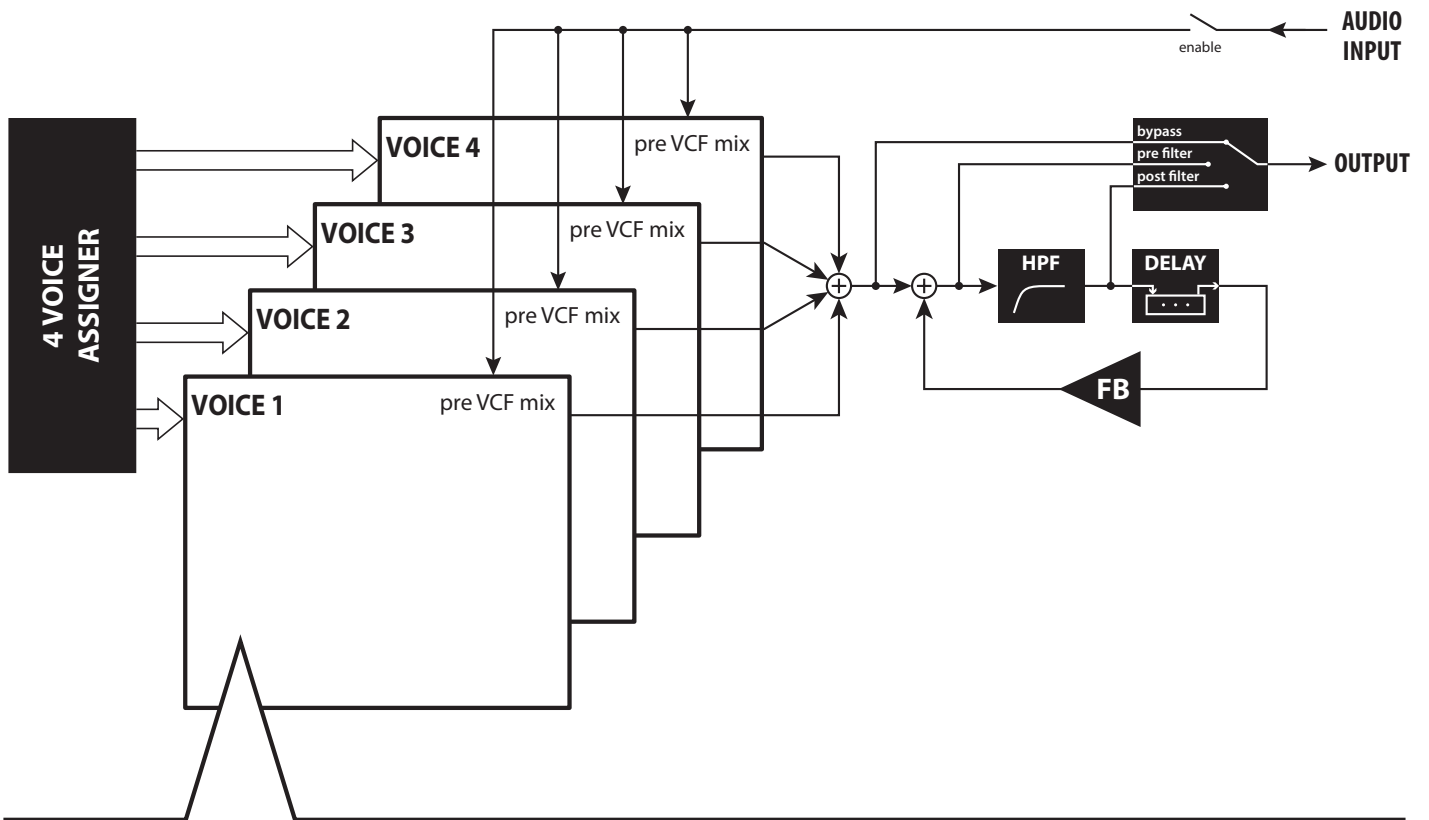 AUDIO
INPUT
enable
4 VOICE
ASSIGNER
VOICE 4
pre VCF mix
VOICE 3
pre VCF mix
VOICE 2
pre VCF mix
VOICE 1
pre VCF mix
bypass
pre filter
post filter
OUTPUT
HPF
DELAY
FB